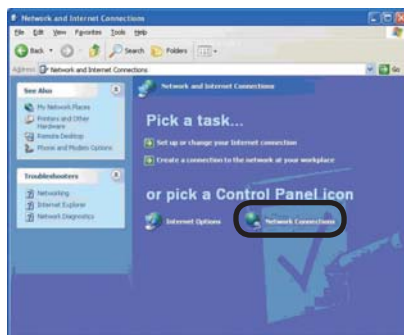 Network and Internet Connections
File Edit View Favorites Tools Help
Back Search Folders
Address Network and Internet Connections Go
See Also
My Network Places
Printers and Other
Hardware
Remote Desktop
Phone and Modem Options
Troubleshooters
Networking
Internet Explorer
Network Diagnostics
Network and Internet Connections
Pick a task...
Set up or change your Internet connection
Create a connection to the network at your workplace
or pick a Control Panel icon
Internet Options
Network Connections